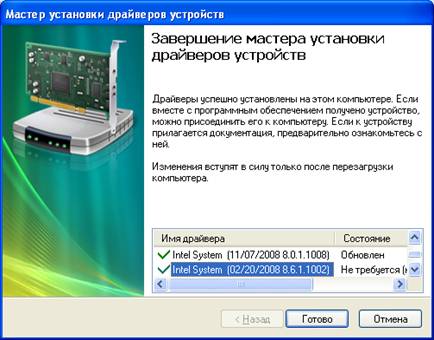 Мастер установки драйверов устройств
Завершение мастера установки
драйверов устройств
Драйверы успешно установлены на этом компьютере. Если
вместе с программным обеспечением получено устройство,
можно присоединить его к компьютеру. Если к устройству
прилагается документация, предварительно ознакомьтесь с
ней.
Изменения вступят в силу только после перезагрузки
компьютера.
Имя драйвера Состояние
Intel System (11/07/2008 8.0.1.1008) Обновлен
Intel System (02/20/2008 8.6.1.1002) Не требуется (
< Назад Готово Отмена